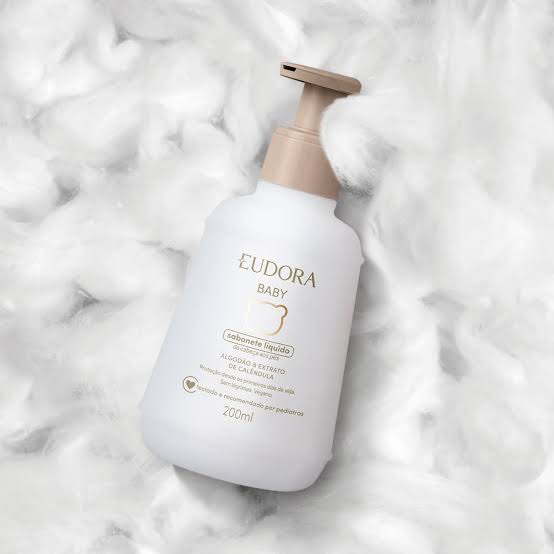 EUDORA
BABY
sabonete líquido
da cabeça aos pés
ALGODÃO & EXTRATO
DE CALÊNDULA
Proteção desde os primeiros dias de vida.
Sem lágrimas. Vegano.
testado e recomendado por pediatras
200ml